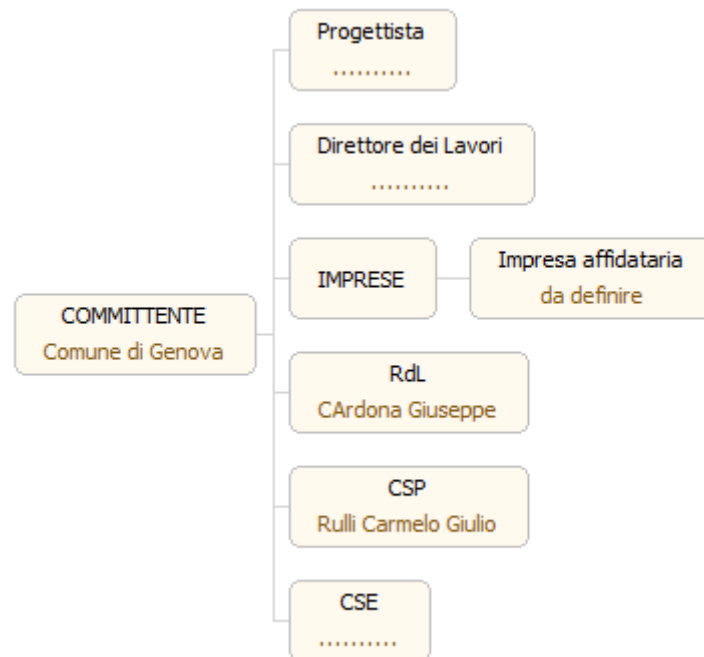 Progettista
..........
Direttore dei Lavori
..........
IMPRESE
Impresa affidataria
da definire
COMMITTENTE
Comune di Genova
RdL
CArdona Giuseppe
CSP
Rulli Carmelo Giulio
CSE
..........